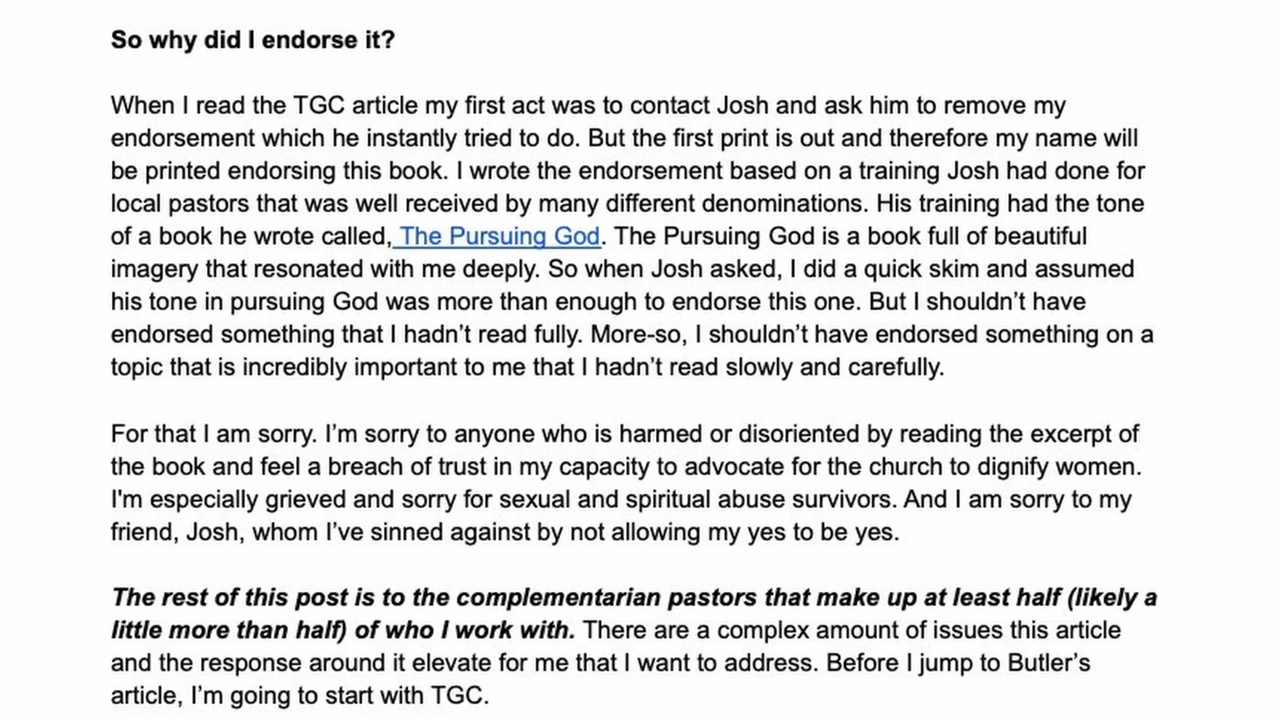 So why did I endorse it?
When I read the TGC article my first act was to contact Josh and ask him to remove my
endorsement which he instantly tried to do. But the first print is out and therefore my name will
be printed endorsing this book. I wrote the endorsement based on a training Josh had done for
local pastors that was well received by many different denominations. His training had the tone
of a book he wrote called, The Pursuing God. The Pursuing God is a book full of beautiful
imagery that resonated with me deeply. So when Josh asked, I did a quick skim and assumed
his tone in pursuing God was more than enough to endorse this one. But I shouldn’t have
endorsed something that I hadn’t read fully. More-so, I shouldn’t have endorsed something on a
topic that is incredibly important to me that I hadn’t read slowly and carefully.
For that I am sorry. I’m sorry to anyone who is harmed or disoriented by reading the excerpt of
the book and feel a breach of trust in my capacity to advocate for the church to dignify women.
I'm especially grieved and sorry for sexual and spiritual abuse survivors. And I am sorry to my
friend, Josh, whom I’ve sinned against by not allowing my yes to be yes.
The rest of this post is to the complementarian pastors that make up at least half (likely a
little more than half) of who I work with. There are a complex amount of issues this article
and the response around it elevate for me that I want to address. Before I jump to Butler’s
article, I’m going to start with TGC.